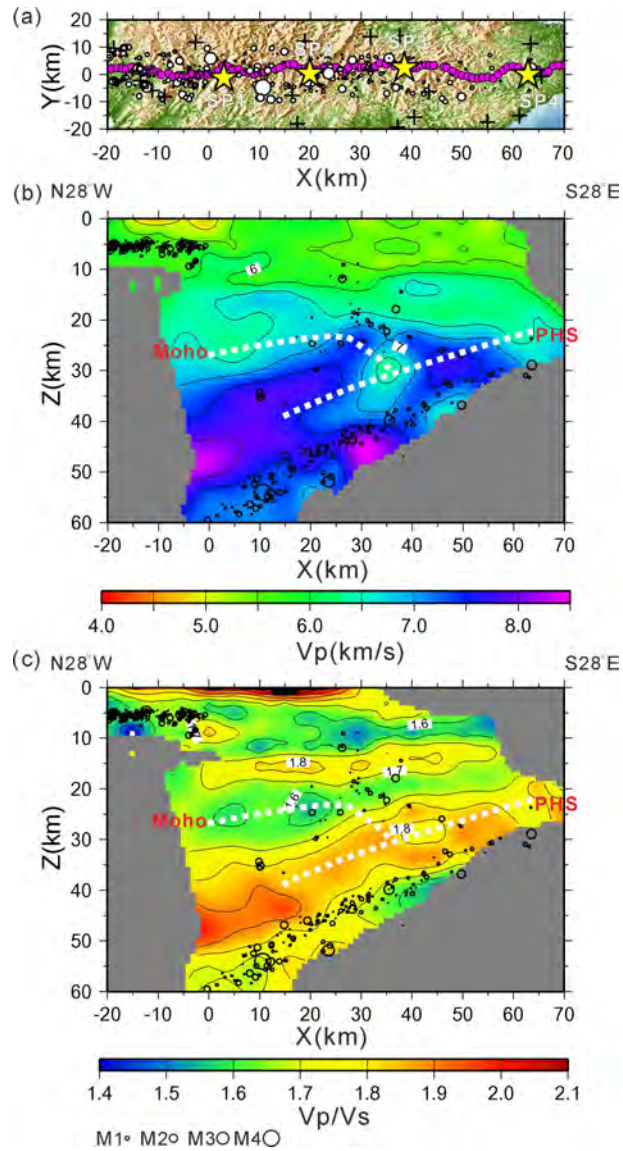 (a)
20
10
0
-10
-20
Y(km)
SP1
SP2
SP3
SP4
-20 -10 0 10 20 30 40 50 60 70
X(km)
(b) N28°W S28°E
0
10
20
30
40
50
60
Z(km)
6
7
Moho
PHS
-20 -10 0 10 20 30 40 50 60 70
X(km)
4.0 5.0 6.0 7.0 8.0
Vp(km/s)
(c) N28°W S28°E
0
10
20
30
40
50
60
Z(km)
1.6
1.8
1.7
1.6
1.8
Moho
PHS
-20 -10 0 10 20 30 40 50 60 70
X(km)
1.4 1.5 1.6 1.7 1.8 1.9 2.0 2.1
Vp/Vs
M1 M2 M3 M4